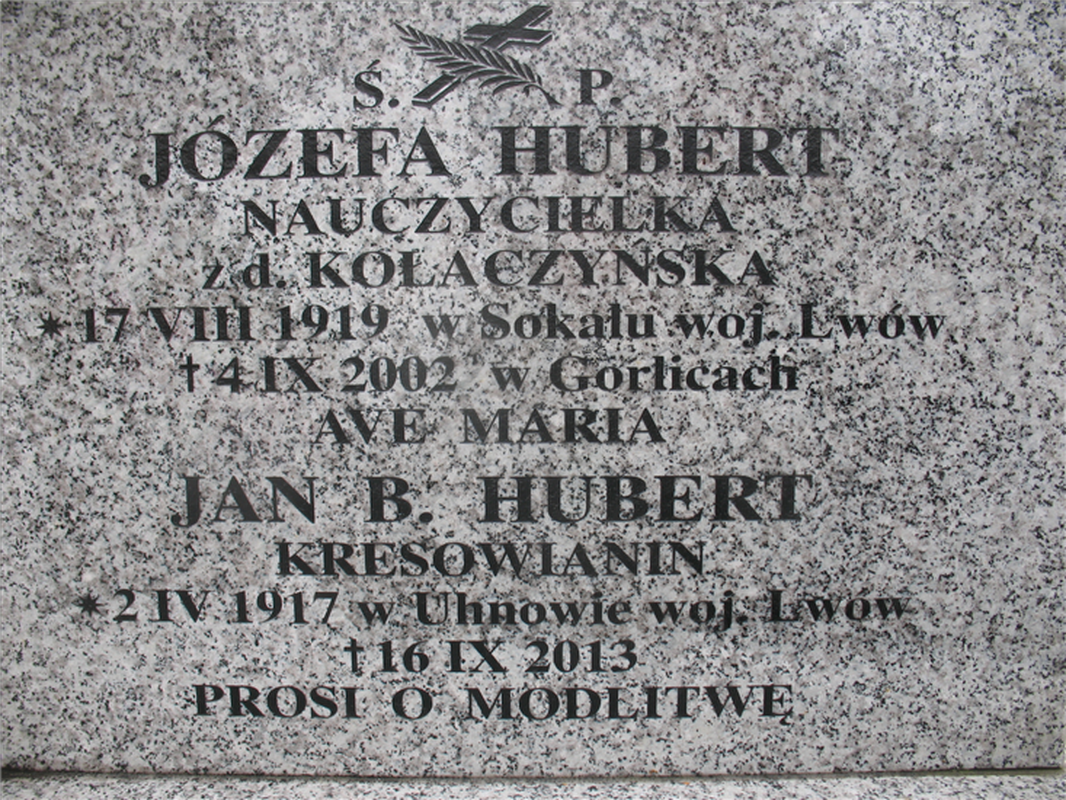 Ś. P.
JÓZEFA HUBERT
NAUCZYCIELKA
z d. KOŁACZYŃSKA
* 17 VIII 1919 w Sokalu woj. Lwów
† 4 IX 2002 w Gorlicach
AVE MARIA
JAN B. HUBERT
KRESOWIANIN
* 2 IV 1917 w Uhnowie woj. Lwów
† 16 IX 2013
PROSI O MODLITWĘ